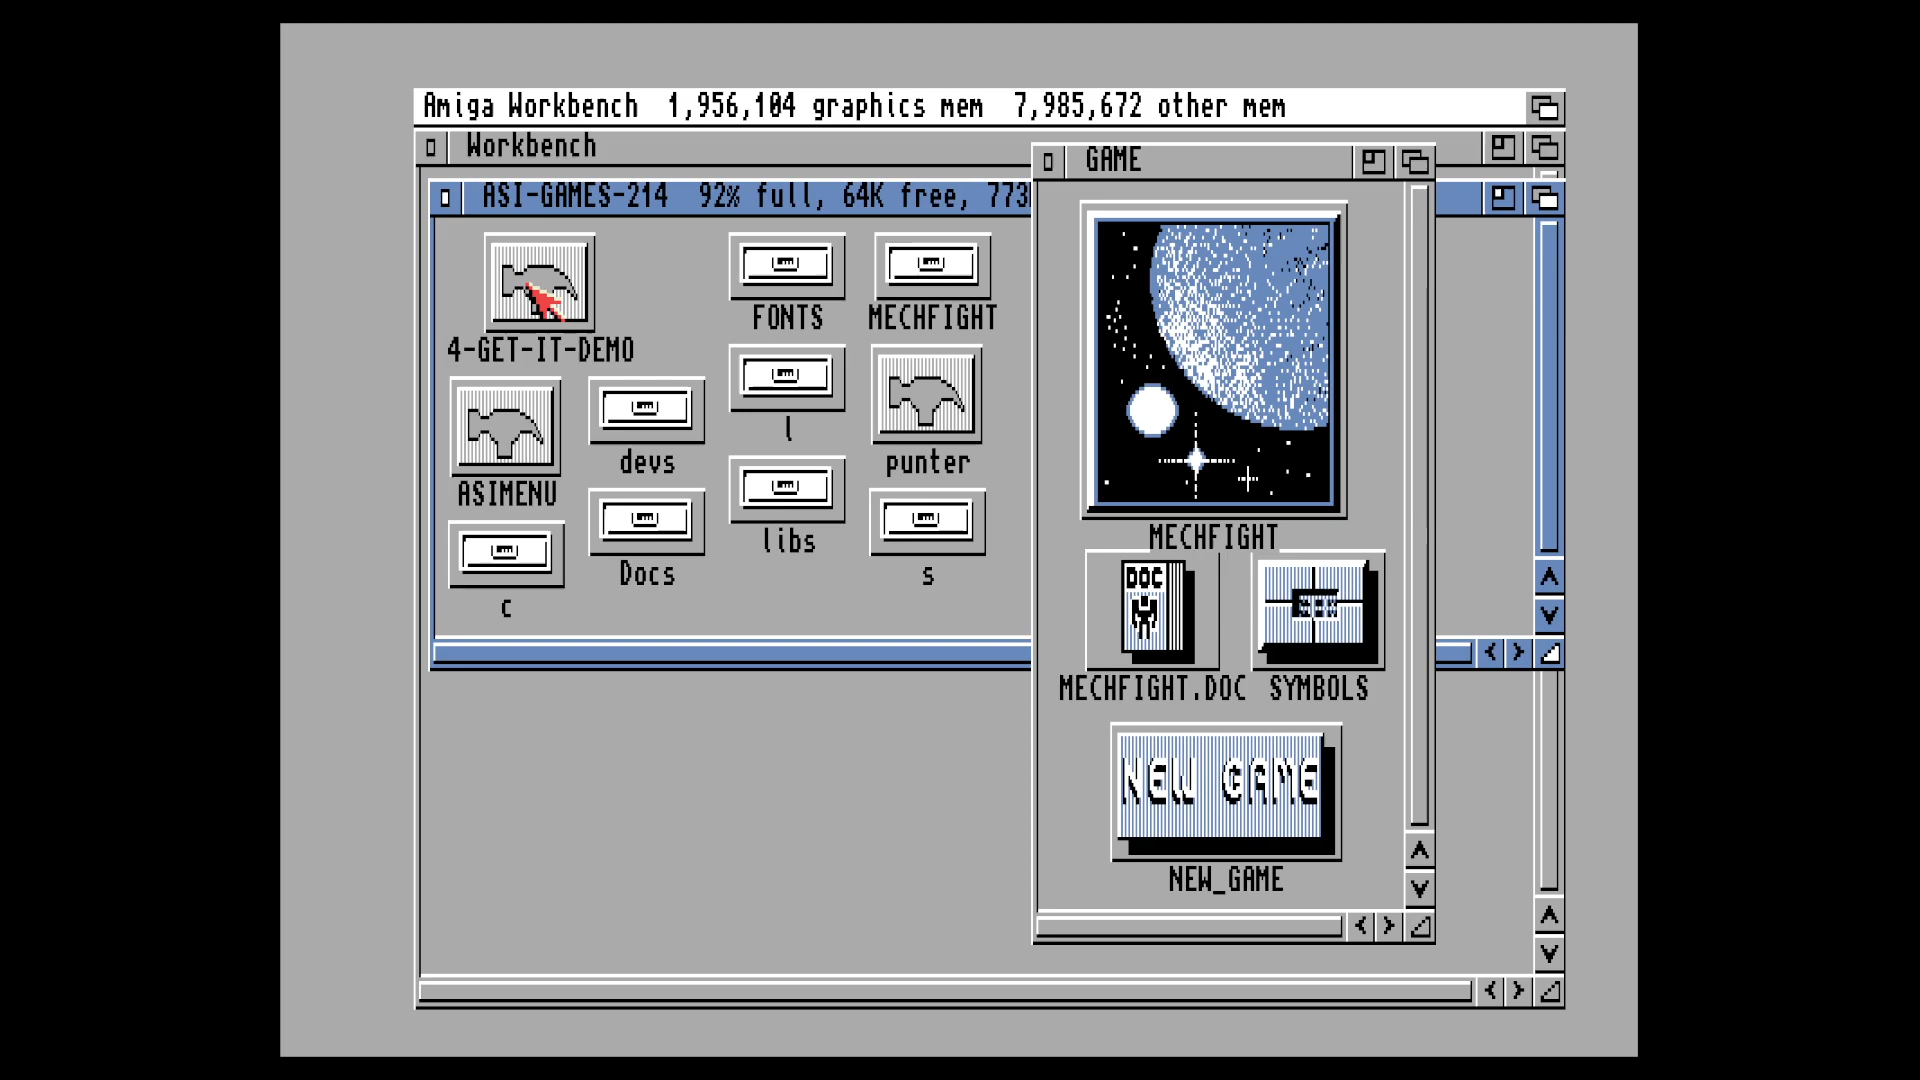 Amiga Workbench 1,956,104 graphics mem 7,985,672 other mem
Workbench
GAME
ASI-GAMES-214 92% full, 64K free, 773
4-GET-IT-DEMO
FONTS
MECHFIGHT
ASIMENU
devs
l
punter
c
Docs
libs
s
MECHFIGHT
DOC
MECHFIGHT.DOC
SYMBOLS
NEW GAME
NEW_GAME